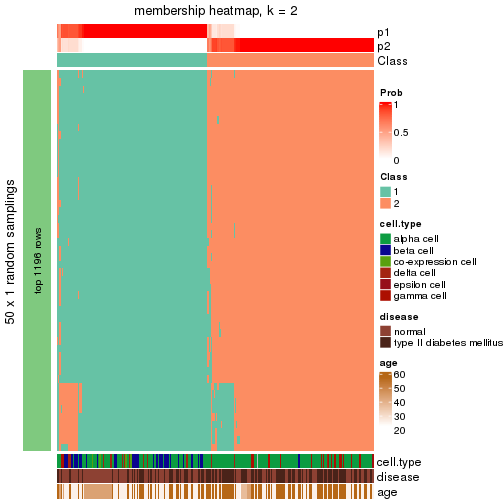 membership heatmap, k = 2
p1
p2
Class
50 x 1 random samplings
top 1196 rows
Prob
1
0.5
0
Class
1
2
cell.type
alpha cell
beta cell
co-expression cell
delta cell
epsilon cell
gamma cell
disease
normal
type II diabetes mellitus
age
60
50
40
30
20
cell.type
disease
age